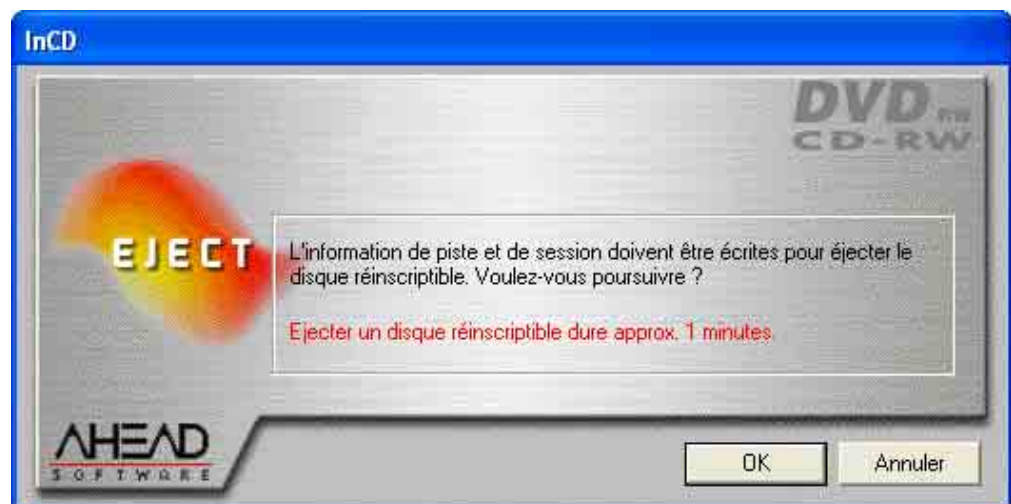 InCD
DVD+RW
CD-RW
EJECT
L'information de piste et de session doivent être écrites pour éjecter le
disque réinscriptible. Voulez-vous poursuivre ?
Ejecter un disque réinscriptible dure approx. 1 minutes.
AHEAD
SOFTWARE
OK
Annuler